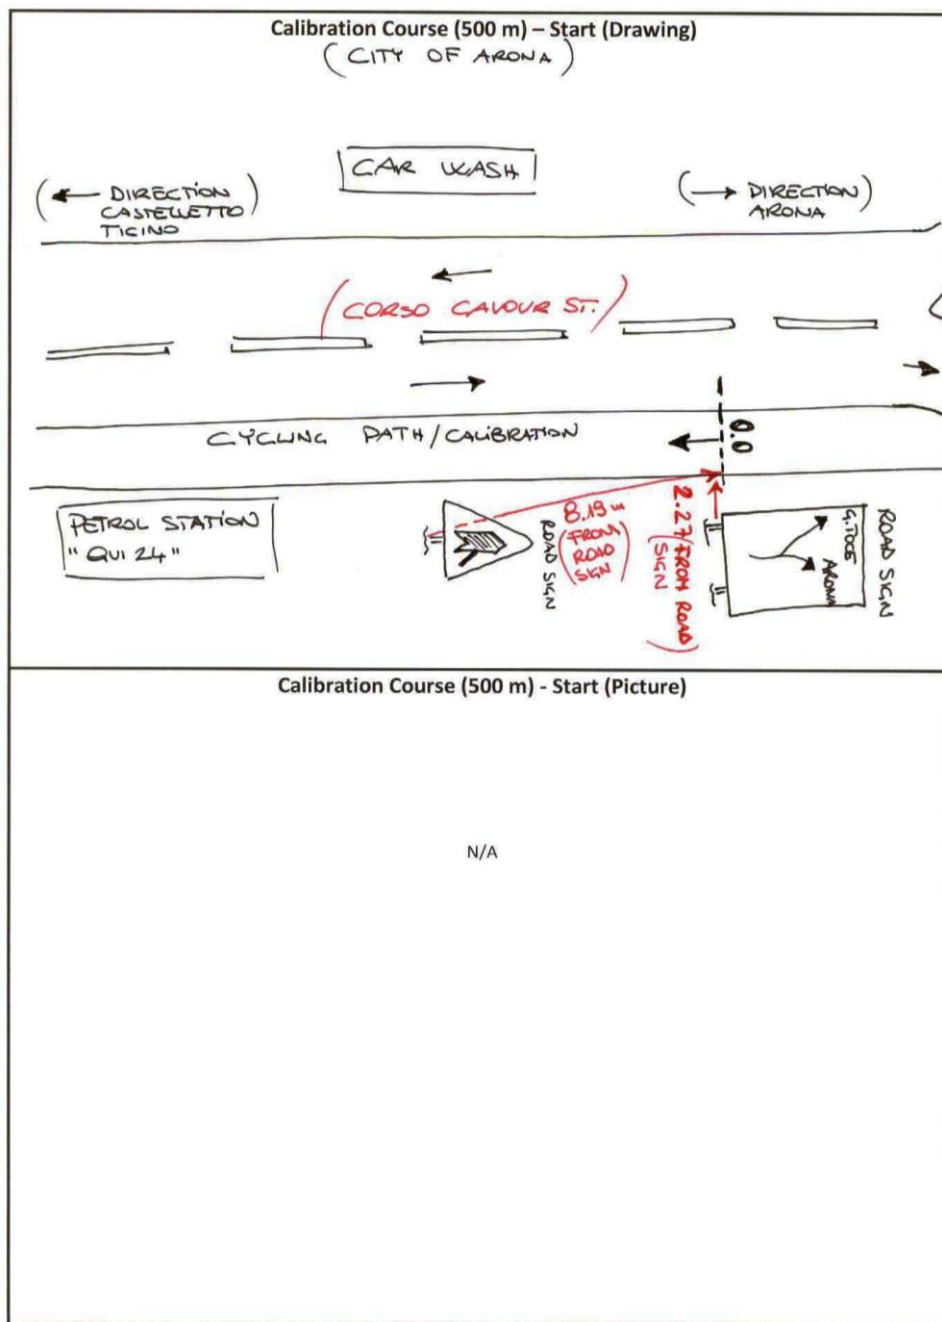 Calibration Course (500 m) – Start (Drawing)
(CITY OF ARONA)
CAR WASH
(← DIRECTION)
CASTELLETTO
TICINO
(→ DIRECTION)
ARONA
(CORSO CAVOUR ST.)
CYCLING PATH/CALIBRATION
0.0
PETROL STATION
"QUI 24"
ROAD SIGN
8.19 m
(FROM
ROAD
SIGN)
2.27 (FROM ROAD
SIGN)
G.TOCE
ARONA
ROAD SIGN
Calibration Course (500 m) - Start (Picture)
N/A